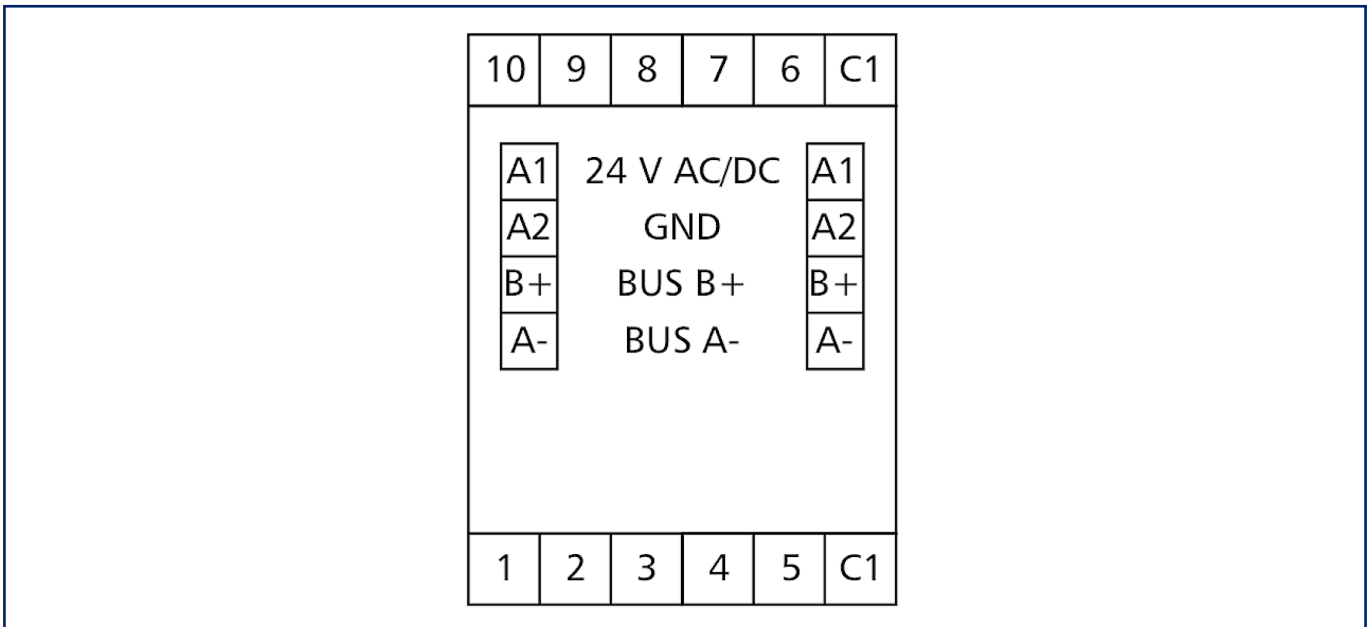 10 9 8 7 6 C1
A1 24 V AC/DC A1
A2 GND A2
B+ BUS B+ B+
A- BUS A- A-
1 2 3 4 5 C1